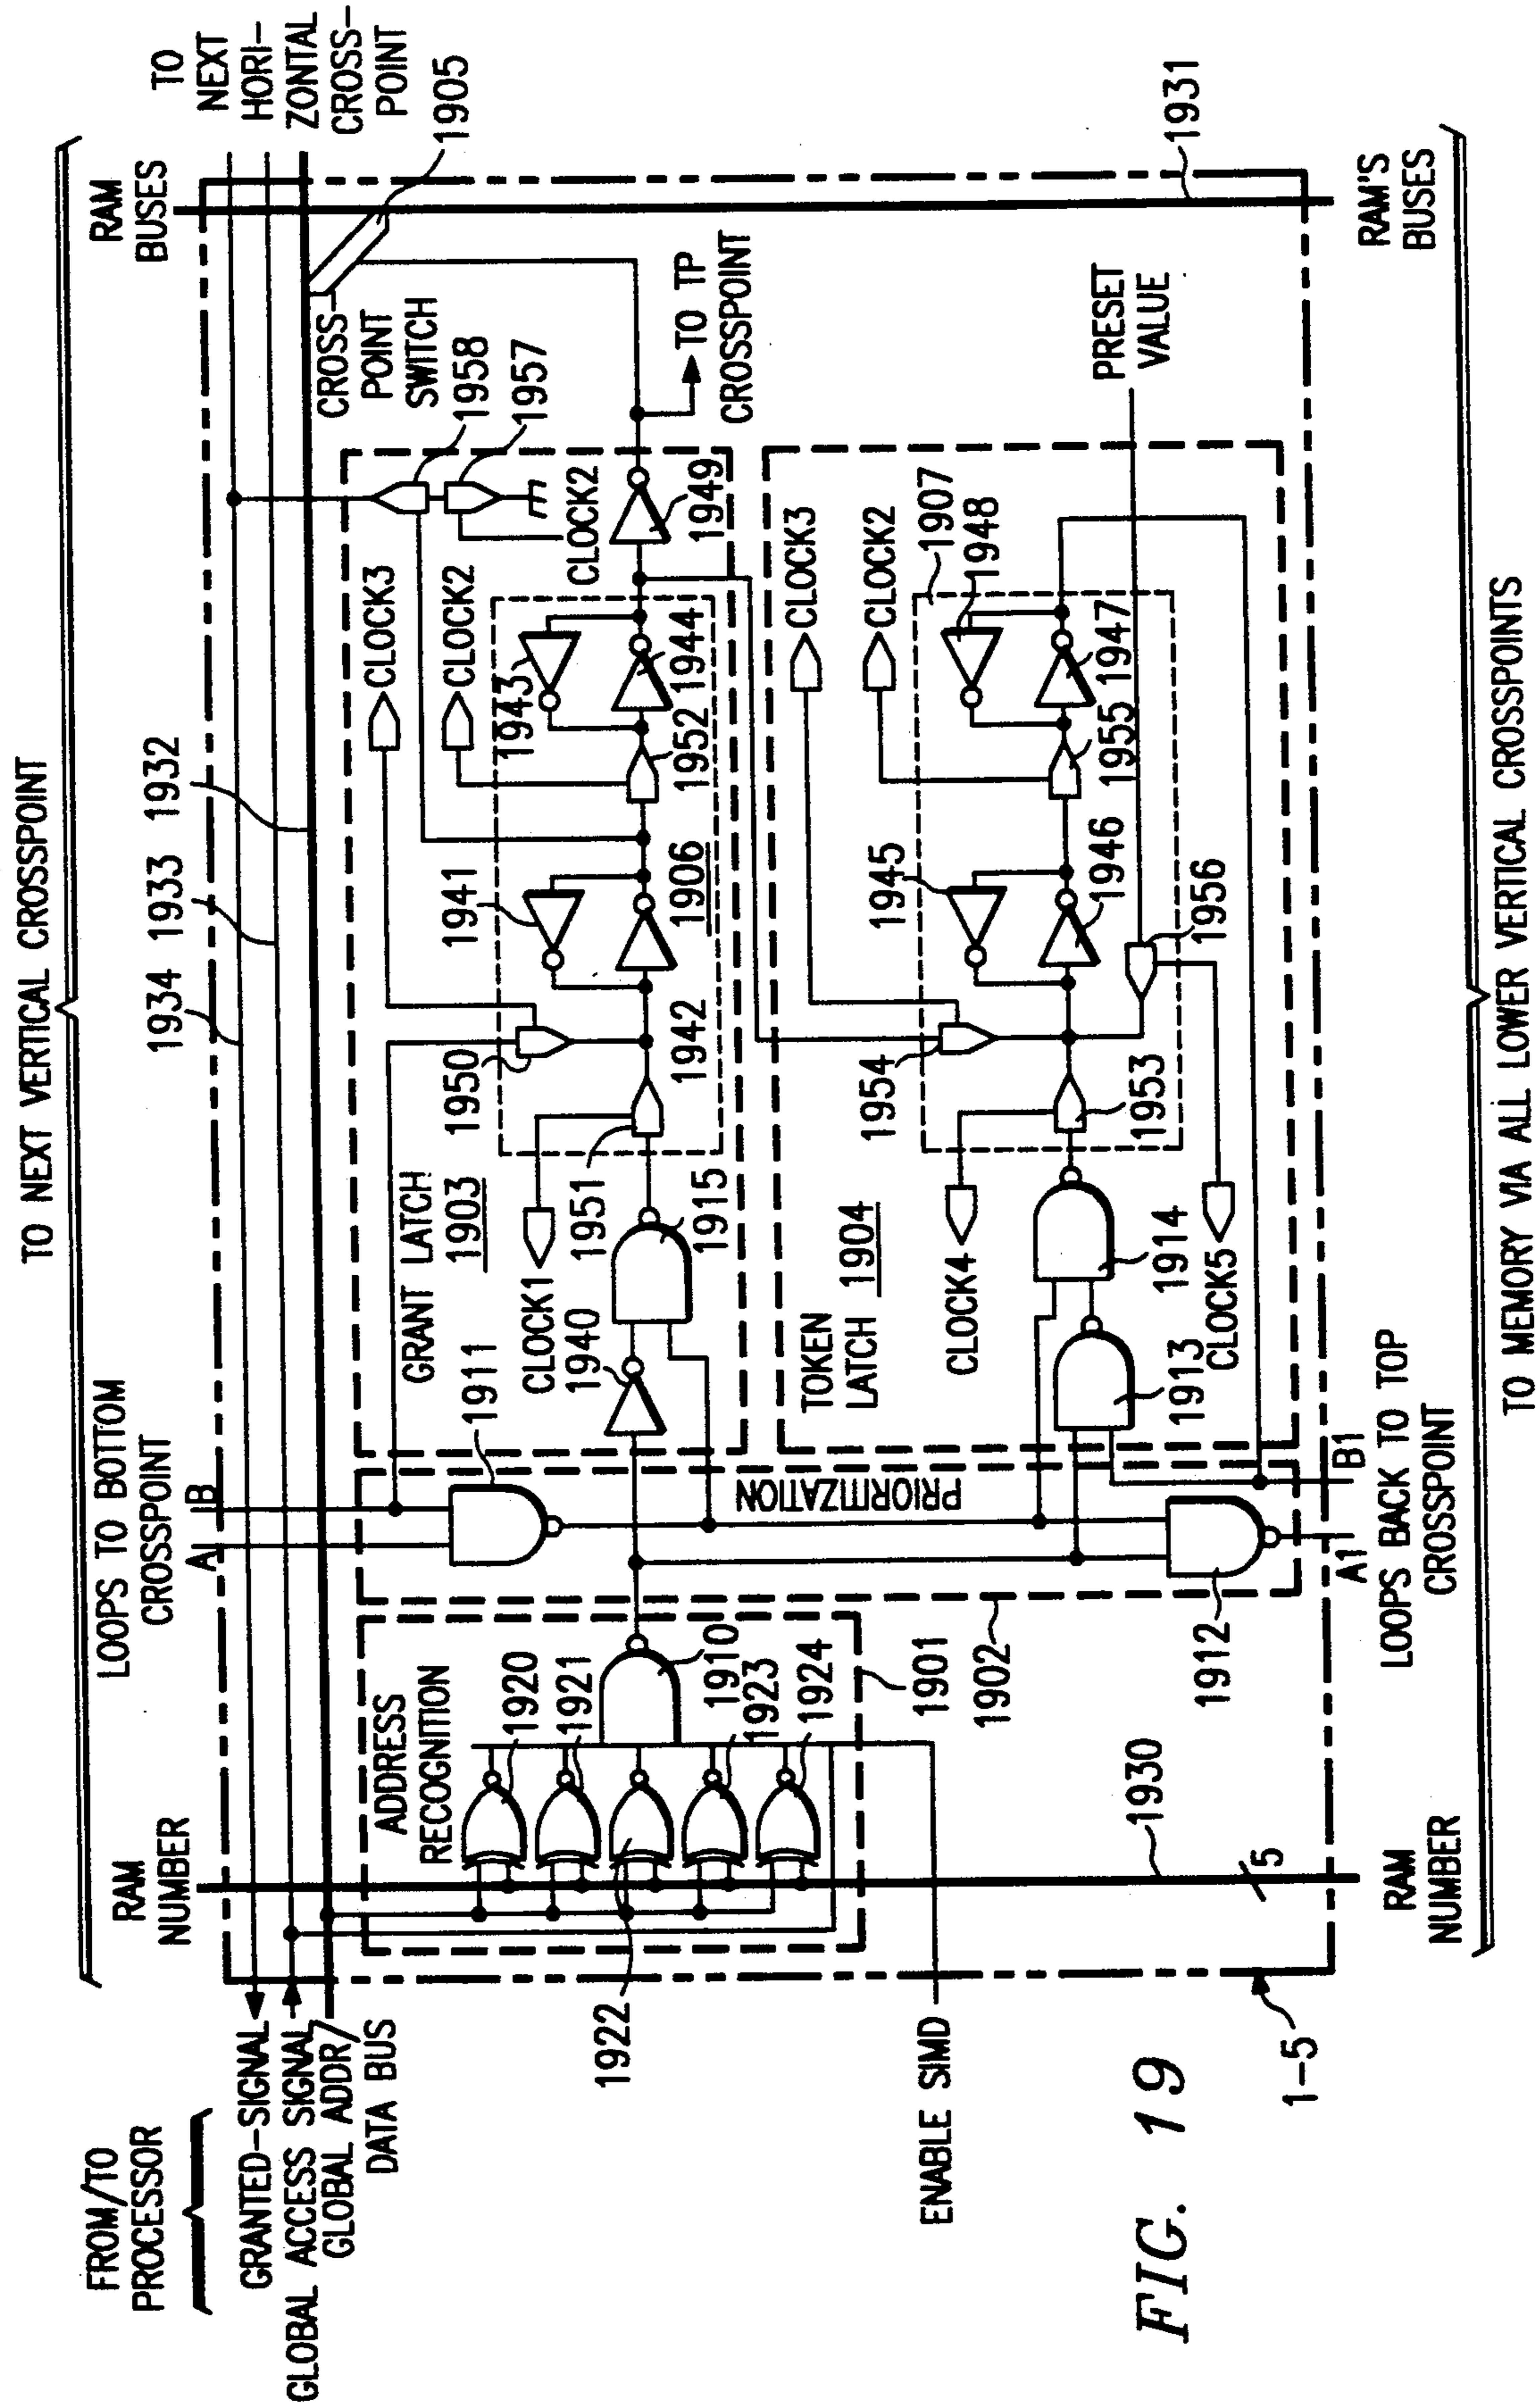 TO NEXT VERTICAL CROSSPOINT
FROM/TO
PROCESSOR
GRANTED-SIGNAL
GLOBAL ACCESS SIGNAL
GLOBAL ADDR/
DATA BUS
RAM
NUMBER
LOOPS TO BOTTOM
CROSSPOINT
A
B
1934
1933
1932
RAM
BUSES
TO
NEXT
HORI-
ZONTAL
CROSS-
POINT
1905
ADDRESS
RECOGNITION
1920
1921
1910
1923
1924
1922
1901
1902
ENABLE SIMD
1911
PRIORITIZATION
1912
GRANT LATCH
1903
CLOCK1
1940
1951
1915
1950
1942
1941
1906
CLOCK3
CLOCK2
1943
1952
1944
CLOCK2
1949
CROSS-
POINT
SWITCH
1958
1957
TO TP
CROSSPOINT
TOKEN
LATCH 1904
CLOCK4
1913
1914
CLOCK5
1954
1953
1945
1946
1956
CLOCK3
CLOCK2
1907
1948
1955
1947
PRESET
VALUE
1931
1930
5
1-5
RAM
NUMBER
A1
B1
LOOPS BACK TO TOP
CROSSPOINT
RAM'S
BUSES
TO MEMORY VIA ALL LOWER VERTICAL CROSSPOINTS
FIG. 19